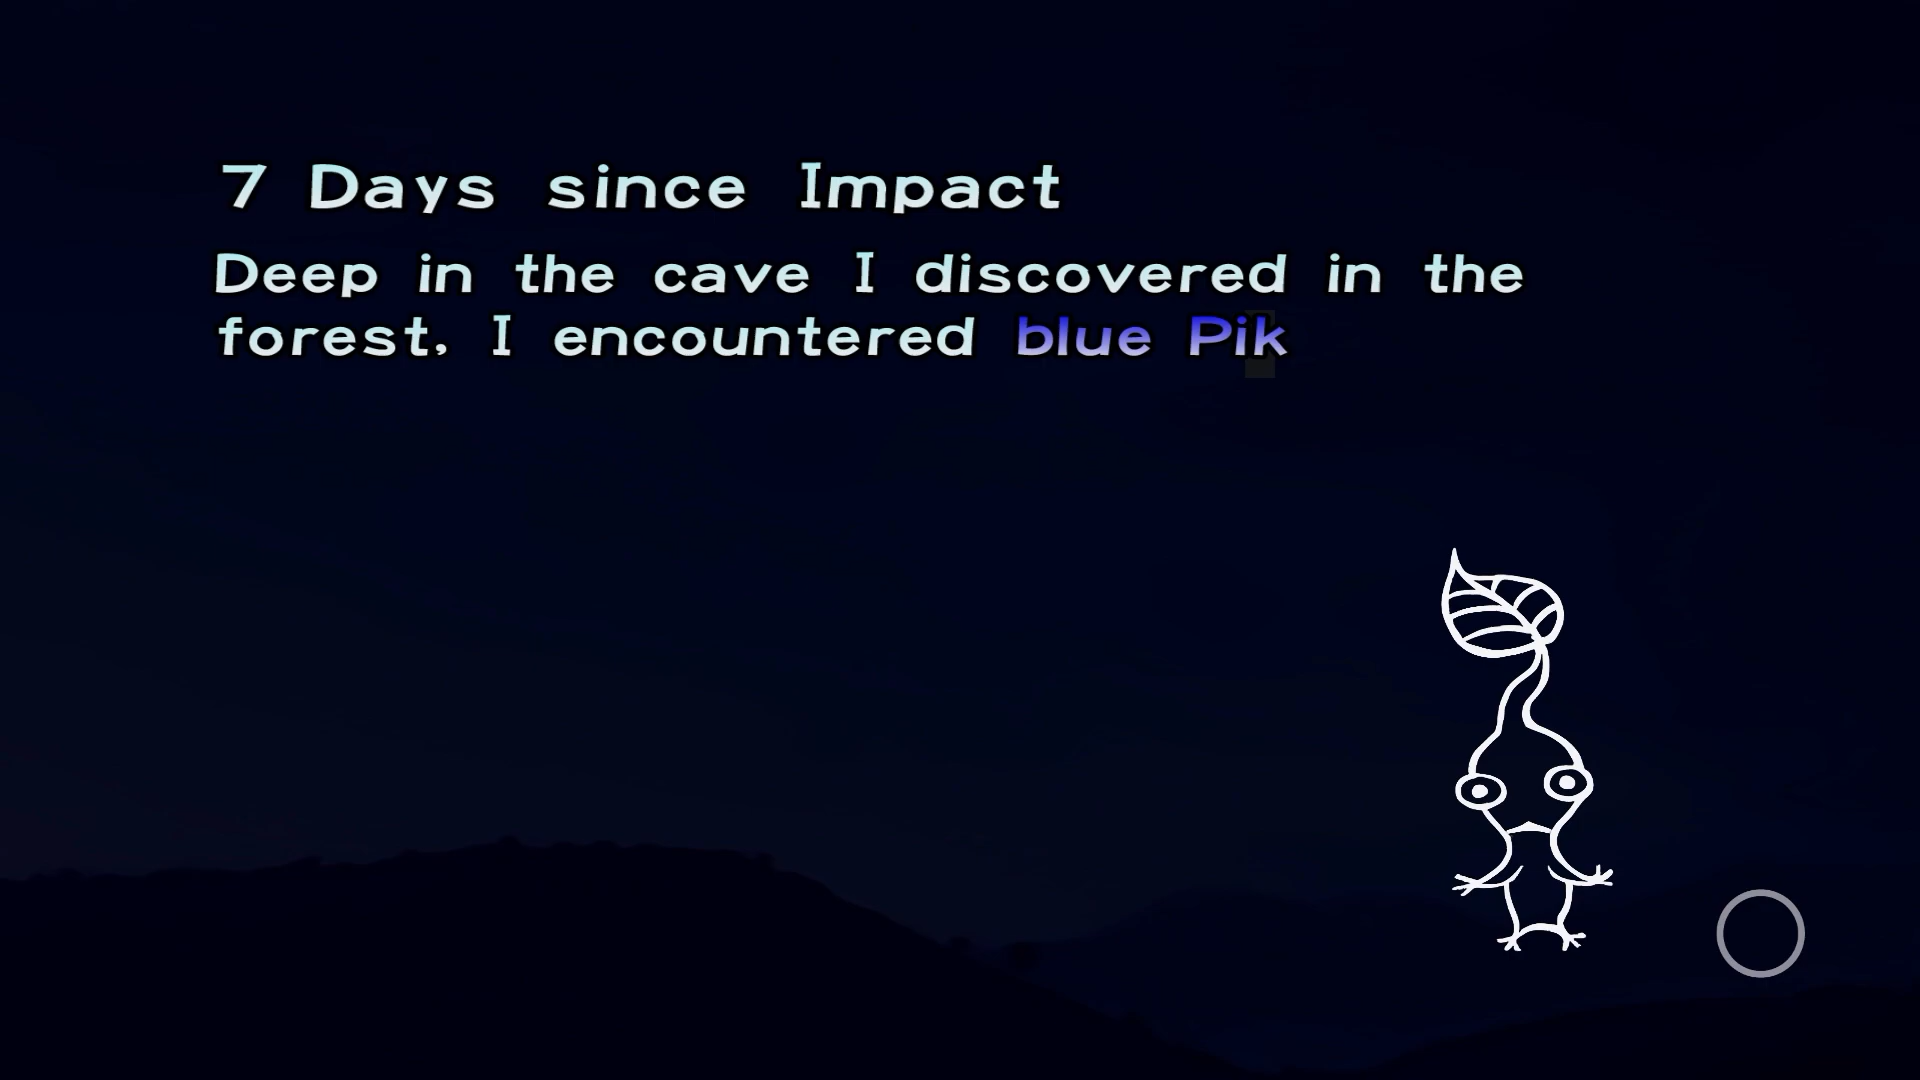 7 Days since Impact
Deep in the cave I discovered in the
forest, I encountered blue Pik